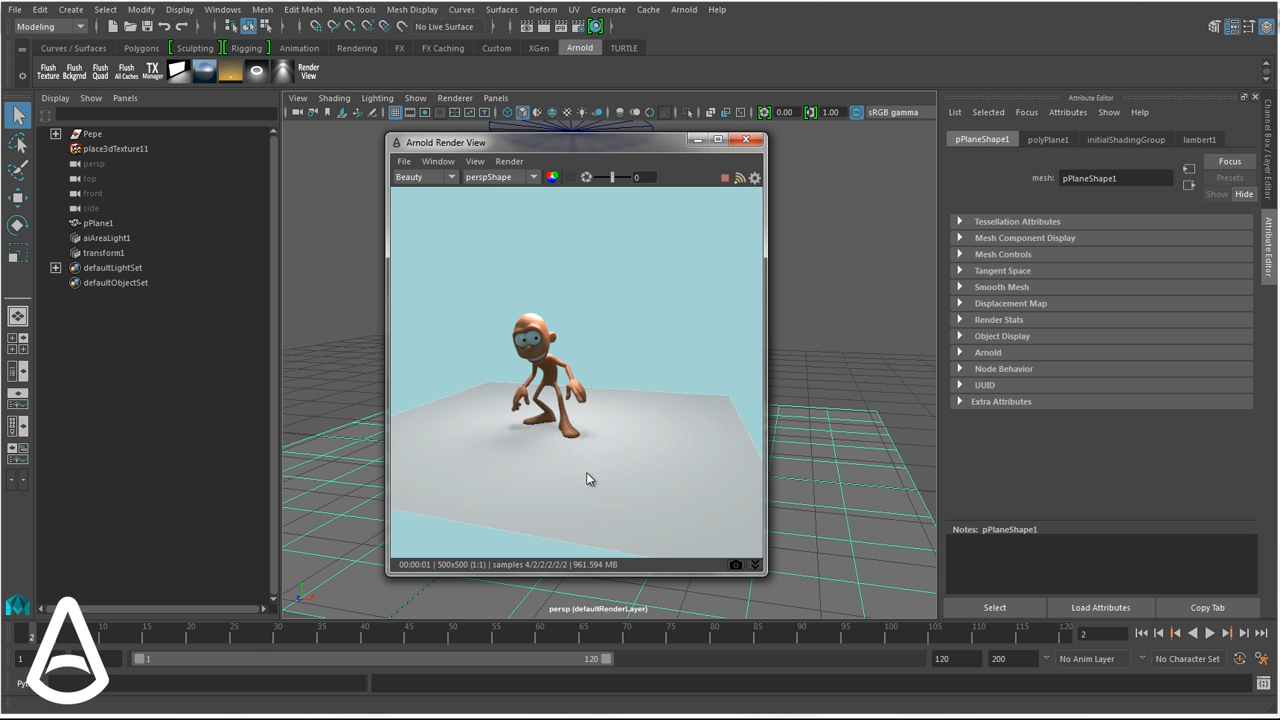 File Edit Create Select Modify Display Windows Mesh Edit Mesh Mesh Tools Mesh Display Curves Surfaces Deform UV Generate Cache Arnold Help
Modeling No Live Surface
Curves / Surfaces Polygons Sculpting Rigging Animation Rendering FX FX Caching Custom XGen Arnold TURTLE
Flush Texture Flush Bckgrnd Flush Quad Flush All Caches TX Manager Render View
Display Show Panels
Pepe
place3dTexture11
persp
top
front
side
pPlane1
aiAreaLight1
transform1
defaultLightSet
defaultObjectSet
View Shading Lighting Show Renderer Panels
0.00 1.00 sRGB gamma
Arnold Render View
File Window View Render
Beauty perspShape 0
00:00:01 | 500x500 (1:1) | samples 4/2/2/2/2/2 | 961.594 MB
persp (defaultRenderLayer)
Attribute Editor
List Selected Focus Attributes Show Help
pPlaneShape1 polyPlane1 initialShadingGroup lambert1
Focus
mesh: pPlaneShape1
Presets
Show Hide
Tessellation Attributes
Mesh Component Display
Mesh Controls
Tangent Space
Smooth Mesh
Displacement Map
Render Stats
Object Display
Arnold
Node Behavior
UUID
Extra Attributes
Notes: pPlaneShape1
Select Load Attributes Copy Tab
Channel Box / Layer Editor
Attribute Editor
2 10 15 20 25 30 35 40 45 50 55 60 65 70 75 80 85 90 95 100 105 110 115 120 2
1 1 120 120 200 No Anim Layer No Character Set